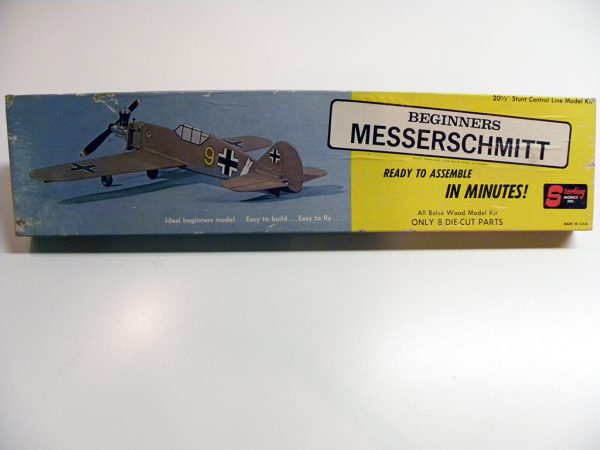 20½" Stunt Control Line Model Kit
BEGINNERS
MESSERSCHMITT
READY TO ASSEMBLE
IN MINUTES!
All Balsa Wood Model Kit
ONLY 8 DIE-CUT PARTS
Sterling
MODELS
INC.
MADE IN U.S.A.
9
Ideal beginners model... Easy to build... Easy to fly...